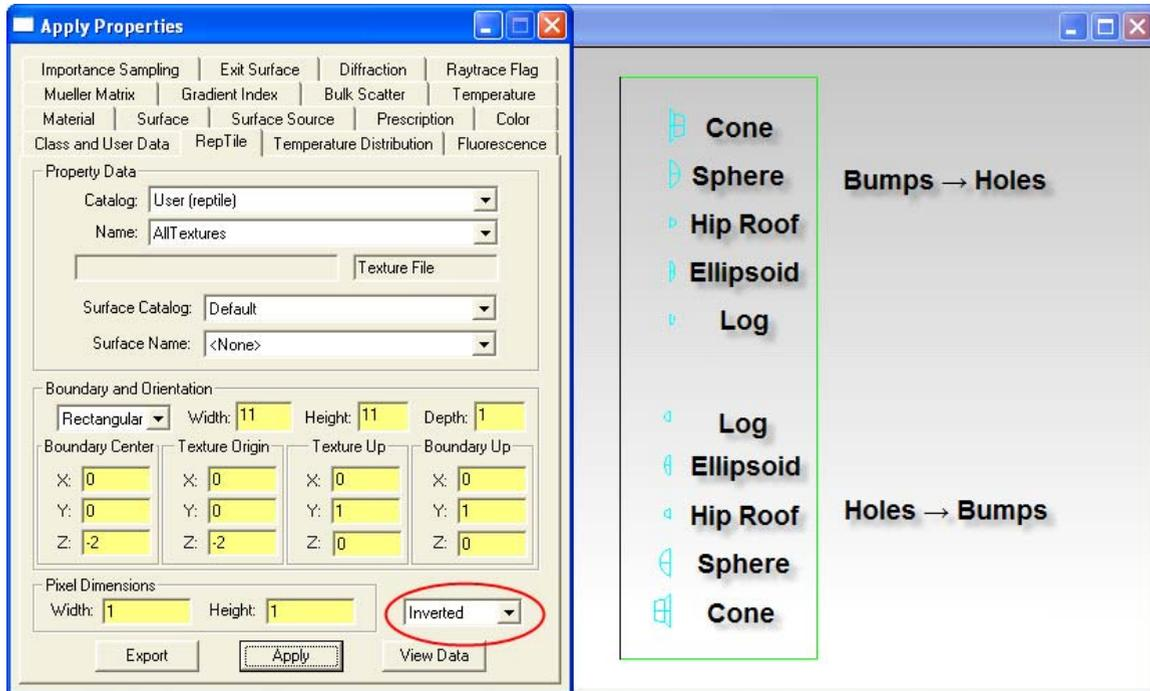 Apply Properties
Importance Sampling Exit Surface Diffraction Raytrace Flag
Mueller Matrix Gradient Index Bulk Scatter Temperature
Material Surface Surface Source Prescription Color
Class and User Data RepTile Temperature Distribution Fluorescence
Property Data
Catalog: User (reptile)
Name: AllTextures
Texture File
Surface Catalog: Default
Surface Name: <None>
Boundary and Orientation
Rectangular Width: 11 Height: 11 Depth: 1
Boundary Center Texture Origin Texture Up Boundary Up
X: 0 X: 0 X: 0 X: 0
Y: 0 Y: 0 Y: 1 Y: 1
Z: -2 Z: -2 Z: 0 Z: 0
Pixel Dimensions
Width: 1 Height: 1 Inverted
Export Apply View Data
Cone
Sphere
Bumps → Holes
Hip Roof
Ellipsoid
Log
Log
Ellipsoid
Hip Roof
Holes → Bumps
Sphere
Cone